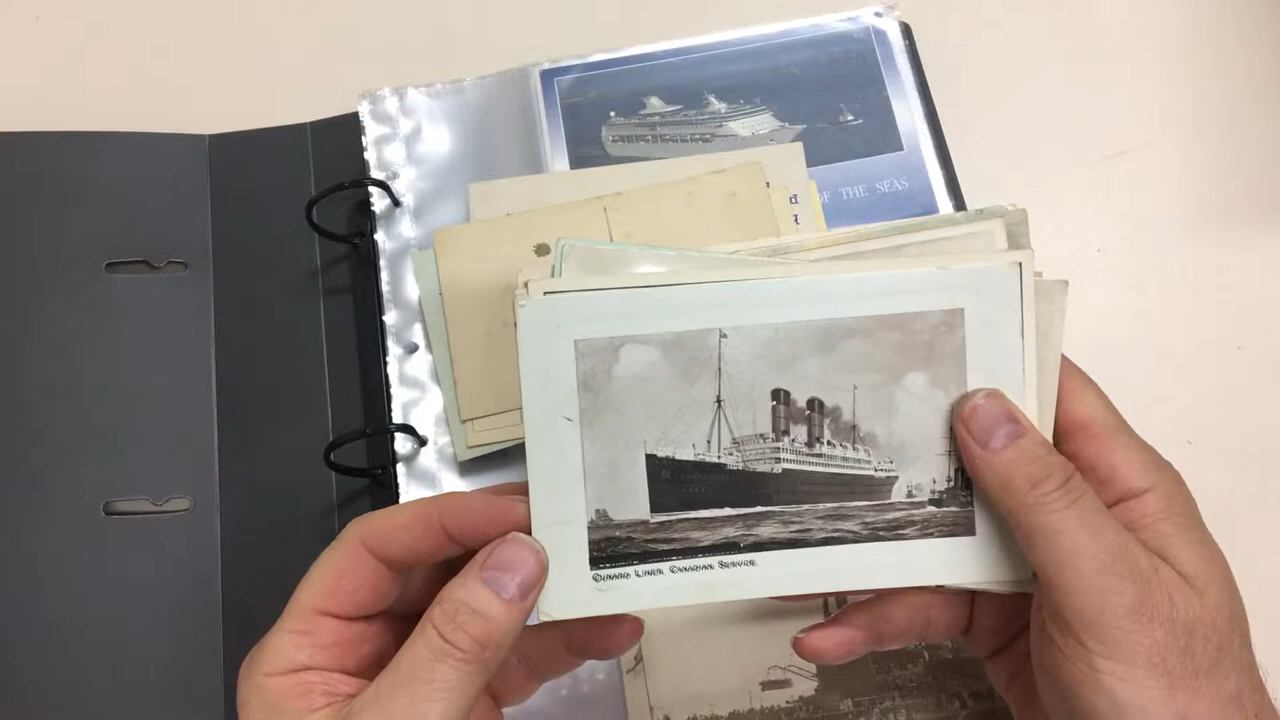 OF THE SEAS
d
Cunard Liner. Canadian Service.